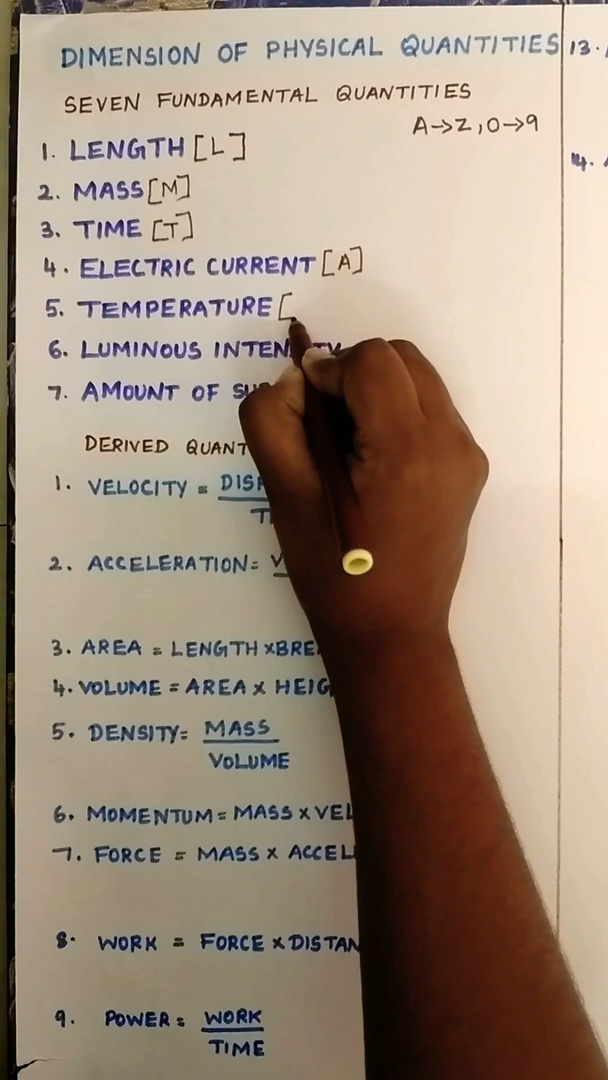 DIMENSION OF PHYSICAL QUANTITIES
SEVEN FUNDAMENTAL QUANTITIES
A→Z, 0→9
1. LENGTH [L]
2. MASS [M]
3. TIME [T]
4. ELECTRIC CURRENT [A]
5. TEMPERATURE [
6. LUMINOUS
7. AMOUNT OF
DERIVED
1. VELOCITY =
2. ACCELERATION =
3. AREA = LENGTH ×
4. VOLUME = AREA ×
5. DENSITY = MASS
VOLUME
6. MOMENTUM = MASS ×
7. FORCE = MASS ×
8. WORK = FORCE ×
9. POWER = WORK
TIME
13.
14.